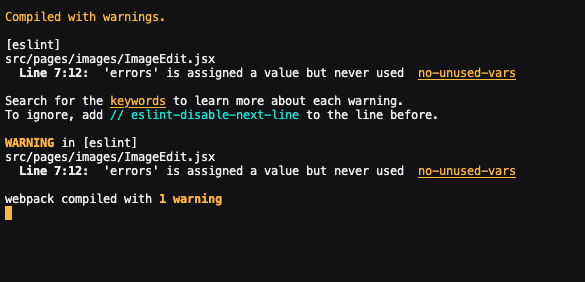 Compiled with warnings.
[eslint]
src/pages/images/ImageEdit.jsx
  Line 7:12:  'errors' is assigned a value but never used  no-unused-vars
Search for the keywords to learn more about each warning.
To ignore, add // eslint-disable-next-line to the line before.
WARNING in [eslint]
src/pages/images/ImageEdit.jsx
  Line 7:12:  'errors' is assigned a value but never used  no-unused-vars
webpack compiled with 1 warning